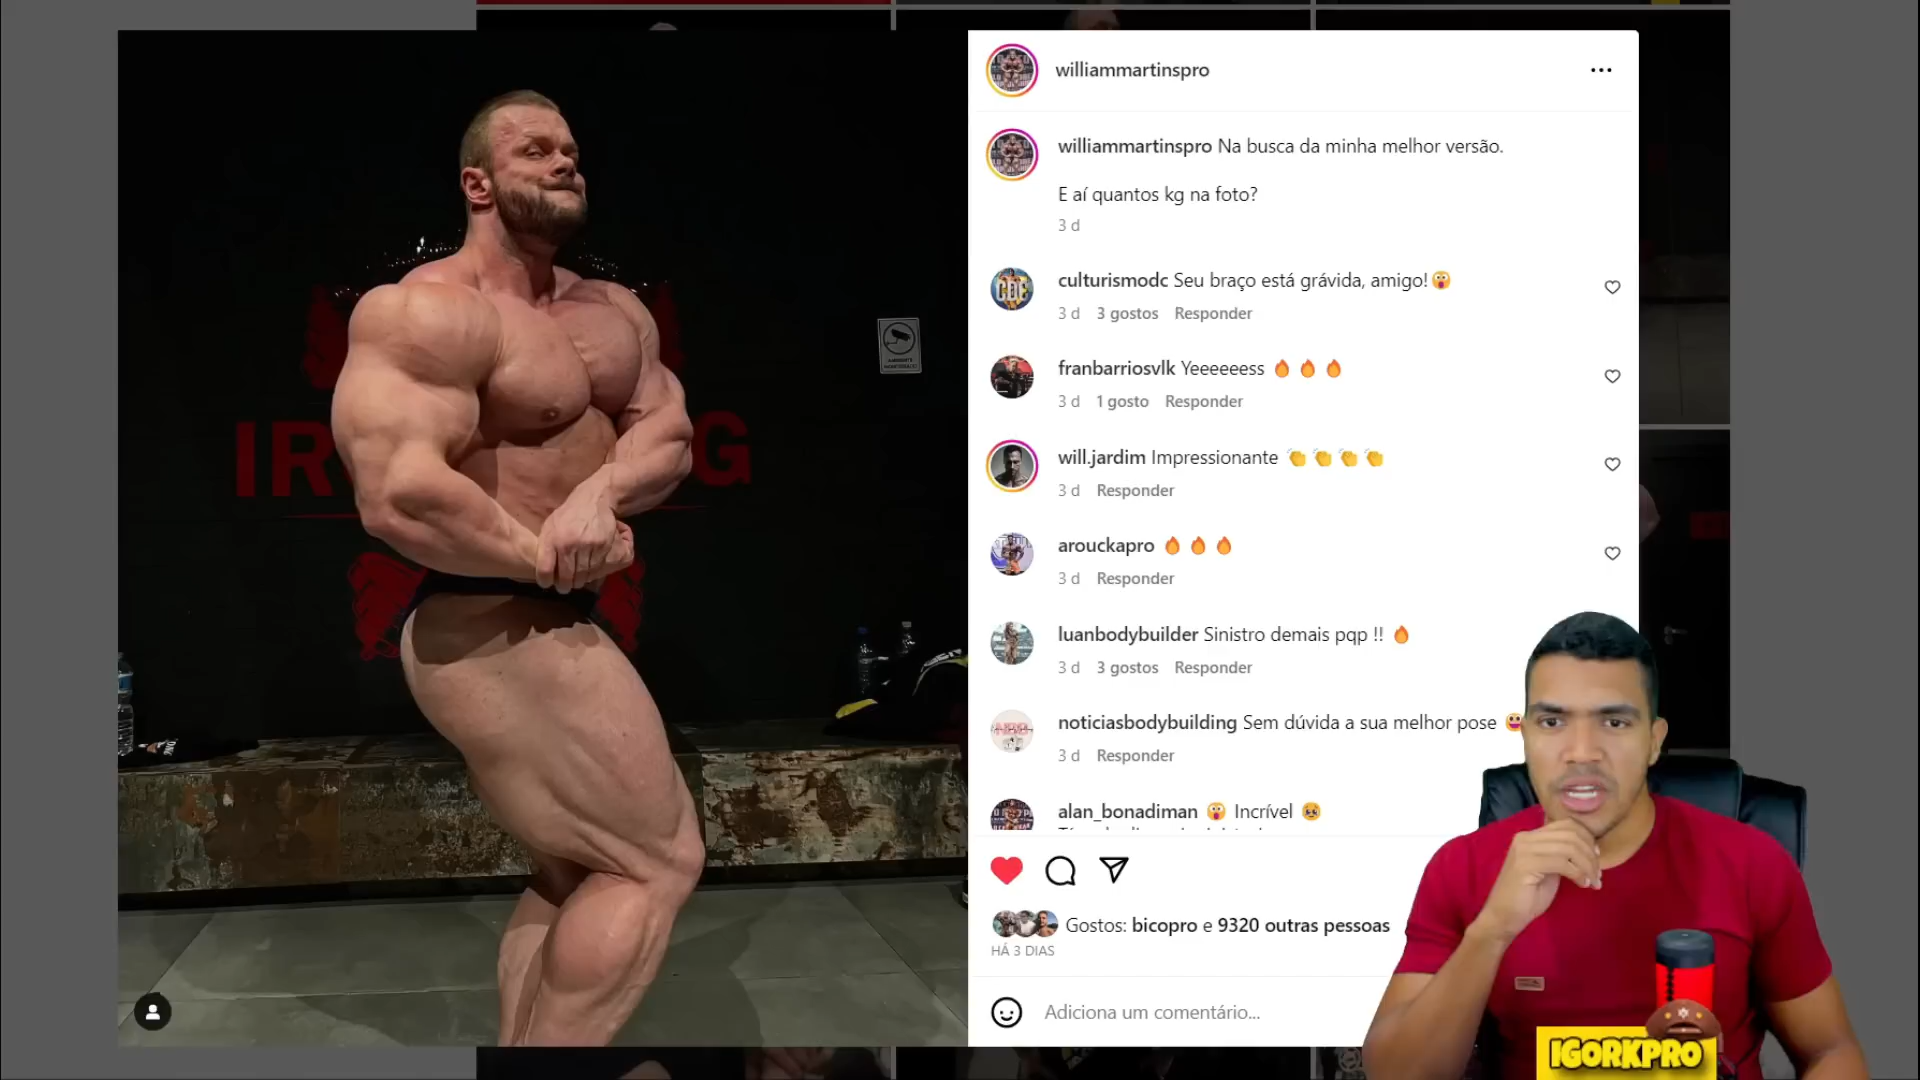 williammartinspro
williammartinspro Na busca da minha melhor versão.
E aí quantos kg na foto?
3 d
culturismodc Seu braço está grávida, amigo!😱
3 d 3 gostos Responder
franbarriosvlk Yeeeeeess 🔥 🔥 🔥
3 d 1 gosto Responder
will.jardim Impressionante 👏 👏 👏 👏
3 d Responder
arouckapro 🔥 🔥 🔥
3 d Responder
luanbodybuilder Sinistro demais pqp !! 🔥
3 d 3 gostos Responder
noticiasbodybuilding Sem dúvida a sua melhor pose
3 d Responder
alan_bonadiman 😱 Incrível 🥹
Gostos: bicopro e 9320 outras pessoas
HÁ 3 DIAS
Adiciona um comentário...
IR G
CDE
IGORKPRO